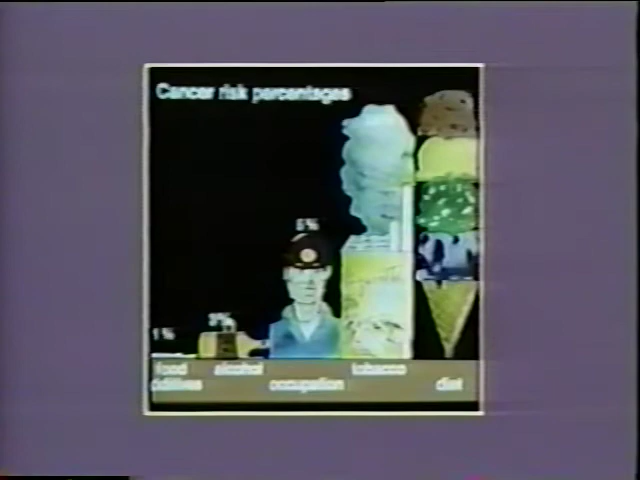 Cancer risk percentages
5%
3%
1%
food alcohol tobacco
additives occupation diet